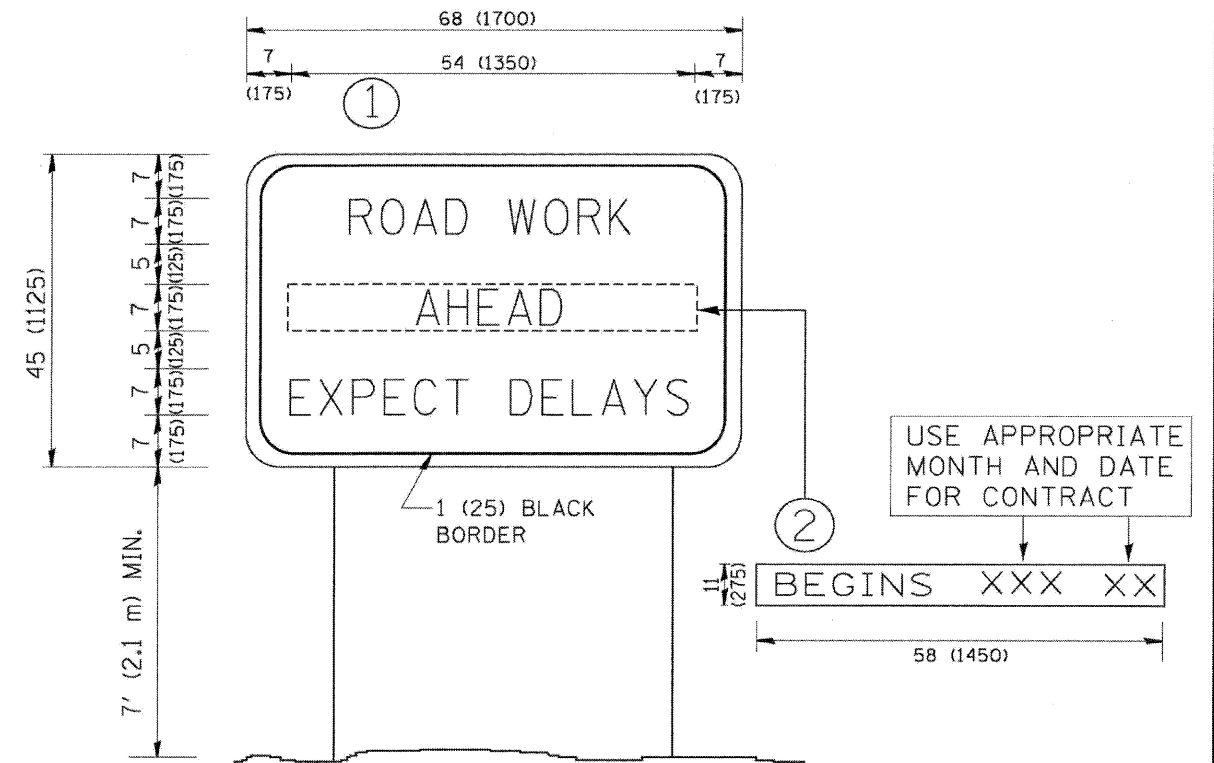 68 (1700)
7
54 (1350)
7
(175)
(175)
1
45 (1125)
7 (175)
7 (175)
5 (125)
7 (175)
5 (125)
7 (175)
7 (175)
ROAD WORK
AHEAD
EXPECT DELAYS
1 (25) BLACK
BORDER
7' (2.1 m) MIN.
USE APPROPRIATE
MONTH AND DATE
FOR CONTRACT
2
11
(275)
BEGINS XXX XX
58 (1450)